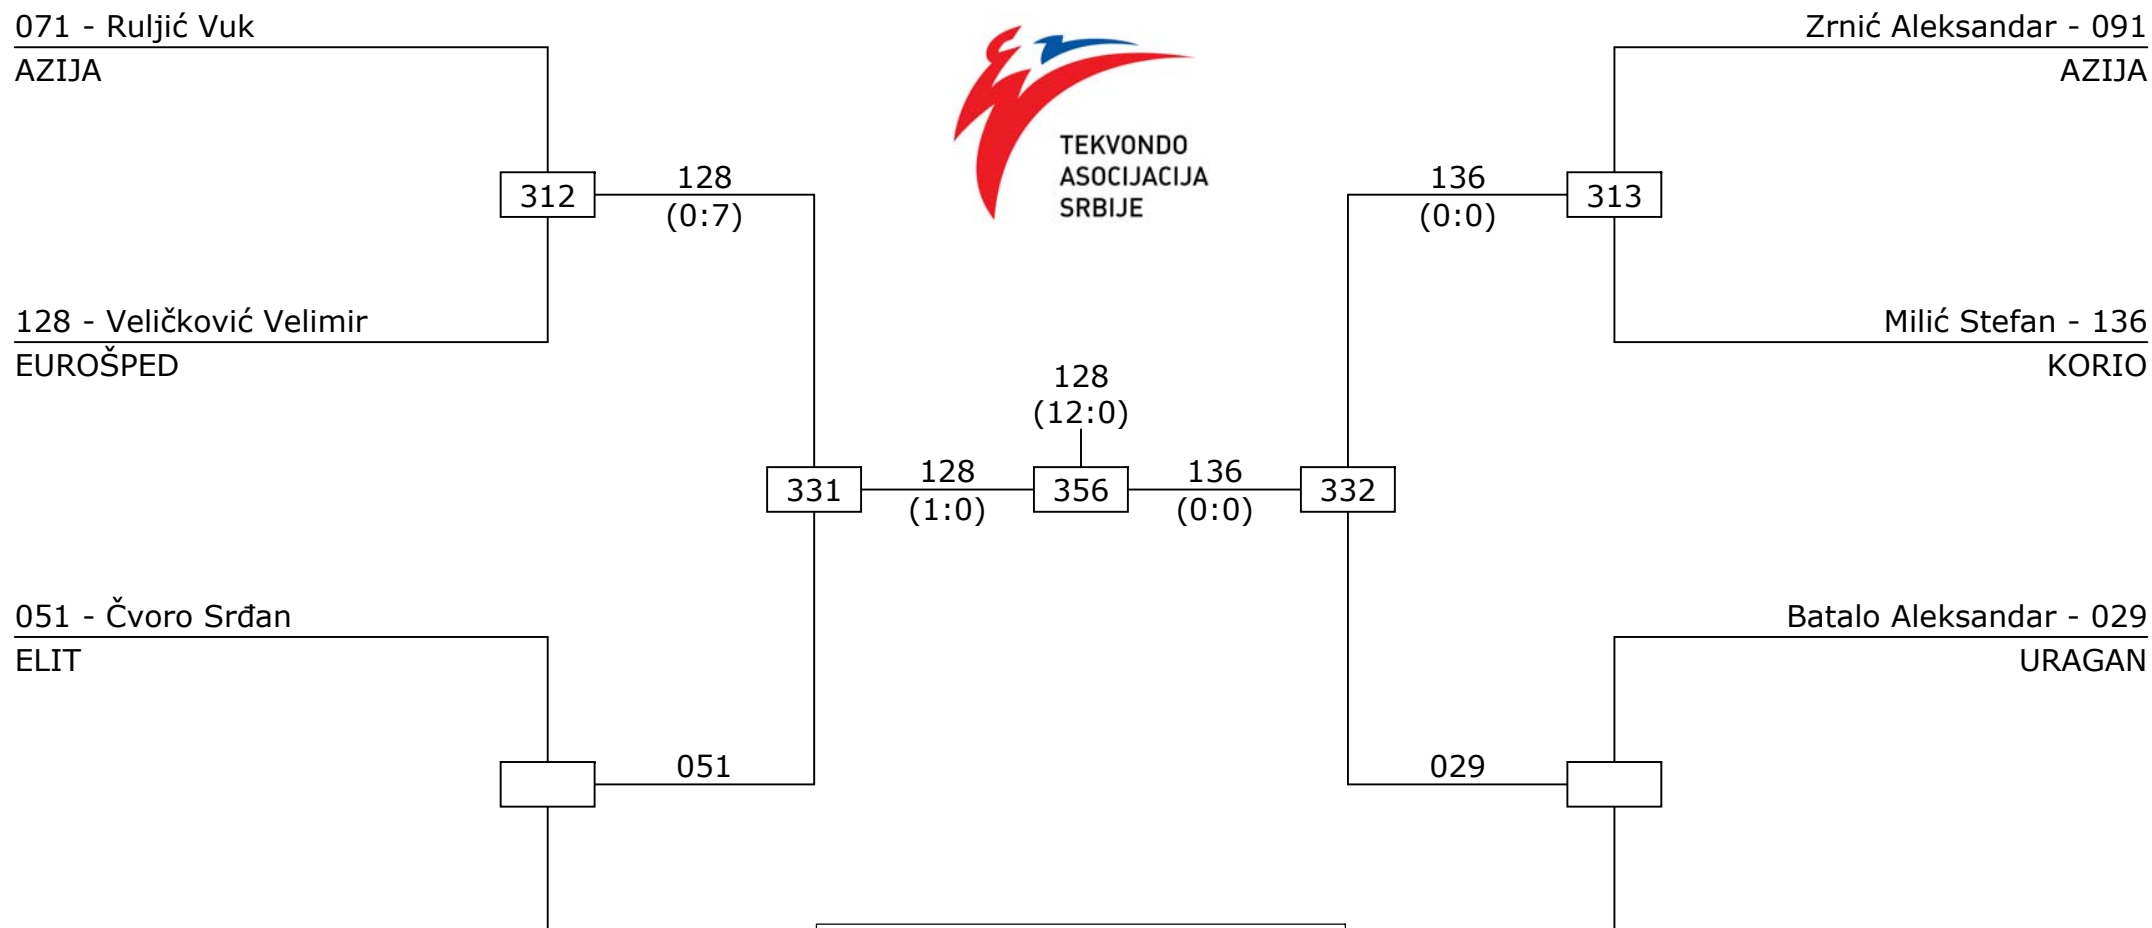 071 - Ruljić Vuk
AZIJA
Zrnić Aleksandar - 091
AZIJA
TEKVONDO
ASOCIJACIJA
SRBIJE
312
128
(0:7)
136
(0:0)
313
128 - Veličković Velimir
EUROŠPED
Milić Stefan - 136
KORIO
128
(12:0)
331
128
(1:0)
356
136
(0:0)
332
051 - Čvoro Srđan
ELIT
Batalo Aleksandar - 029
URAGAN
051
029